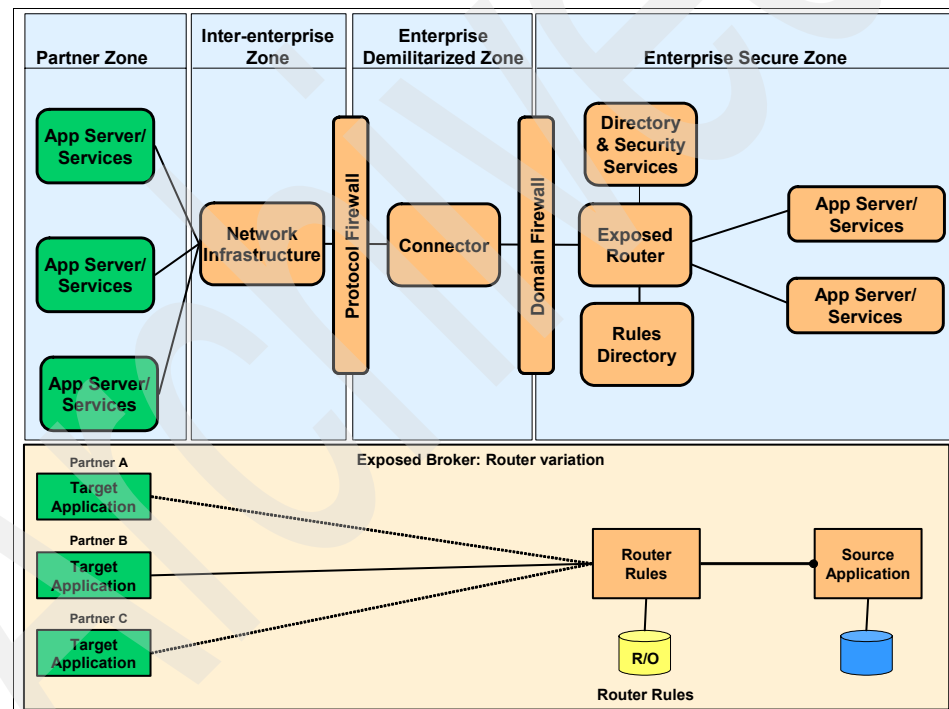 Partner Zone
Inter-enterprise
Zone
Enterprise
Demilitarized Zone
Enterprise Secure Zone
App Server/
Services
App Server/
Services
App Server/
Services
Network
Infrastructure
Protocol Firewall
Connector
Domain Firewall
Directory
& Security
Services
Exposed
Router
Rules
Directory
App Server/
Services
App Server/
Services
Exposed Broker: Router variation
Partner A
Target
Application
Partner B
Target
Application
Partner C
Target
Application
Router
Rules
Source
Application
R/O
Router Rules